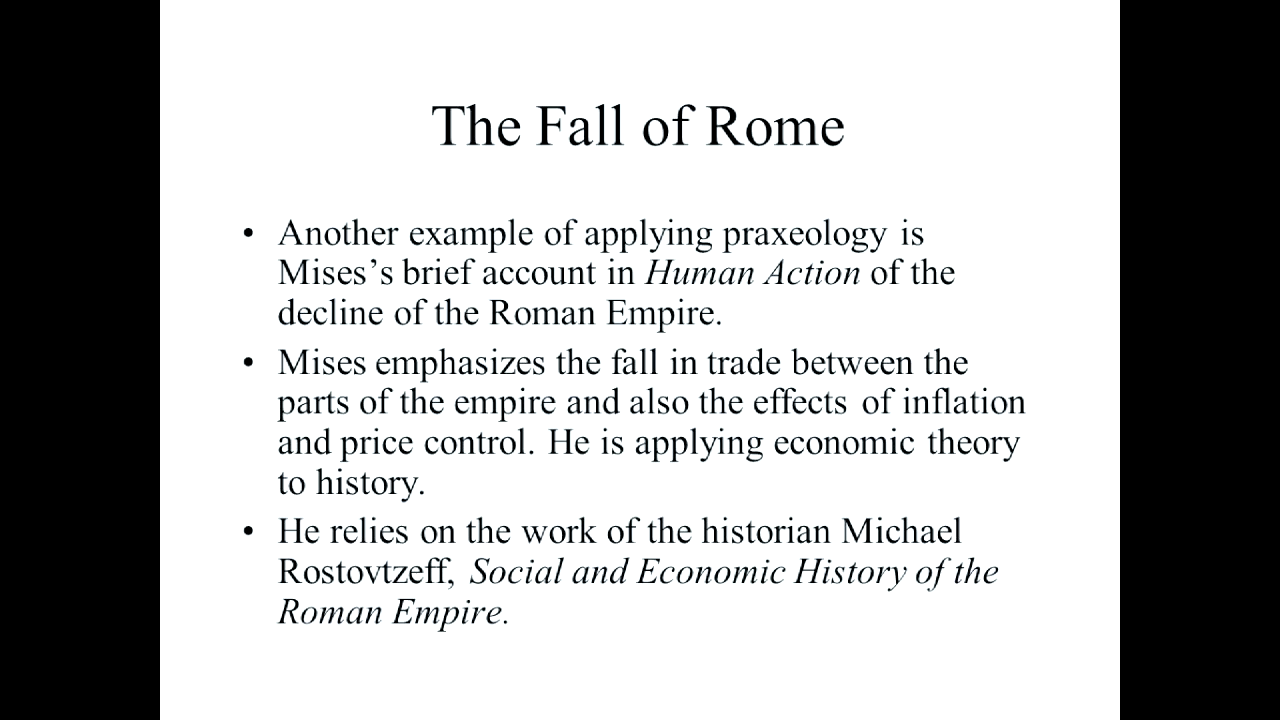 The Fall of Rome
• Another example of applying praxeology is
Mises’s brief account in Human Action of the
decline of the Roman Empire.
• Mises emphasizes the fall in trade between the
parts of the empire and also the effects of inflation
and price control. He is applying economic theory
to history.
• He relies on the work of the historian Michael
Rostovtzeff, Social and Economic History of the
Roman Empire.